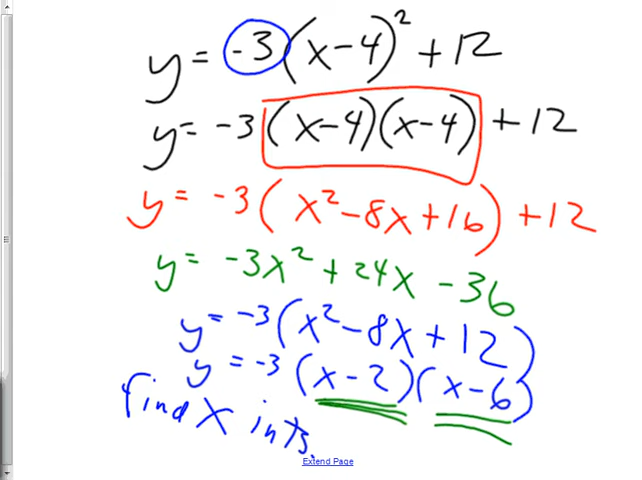 y = -3(x-4)² + 12
y = -3(x-4)(x-4) + 12
y = -3(x² - 8x + 16) + 12
y = -3x² + 24x - 36
y = -3(x² - 8x + 12)
y = -3(x-2)(x-6)
find x ints.
Extend Page